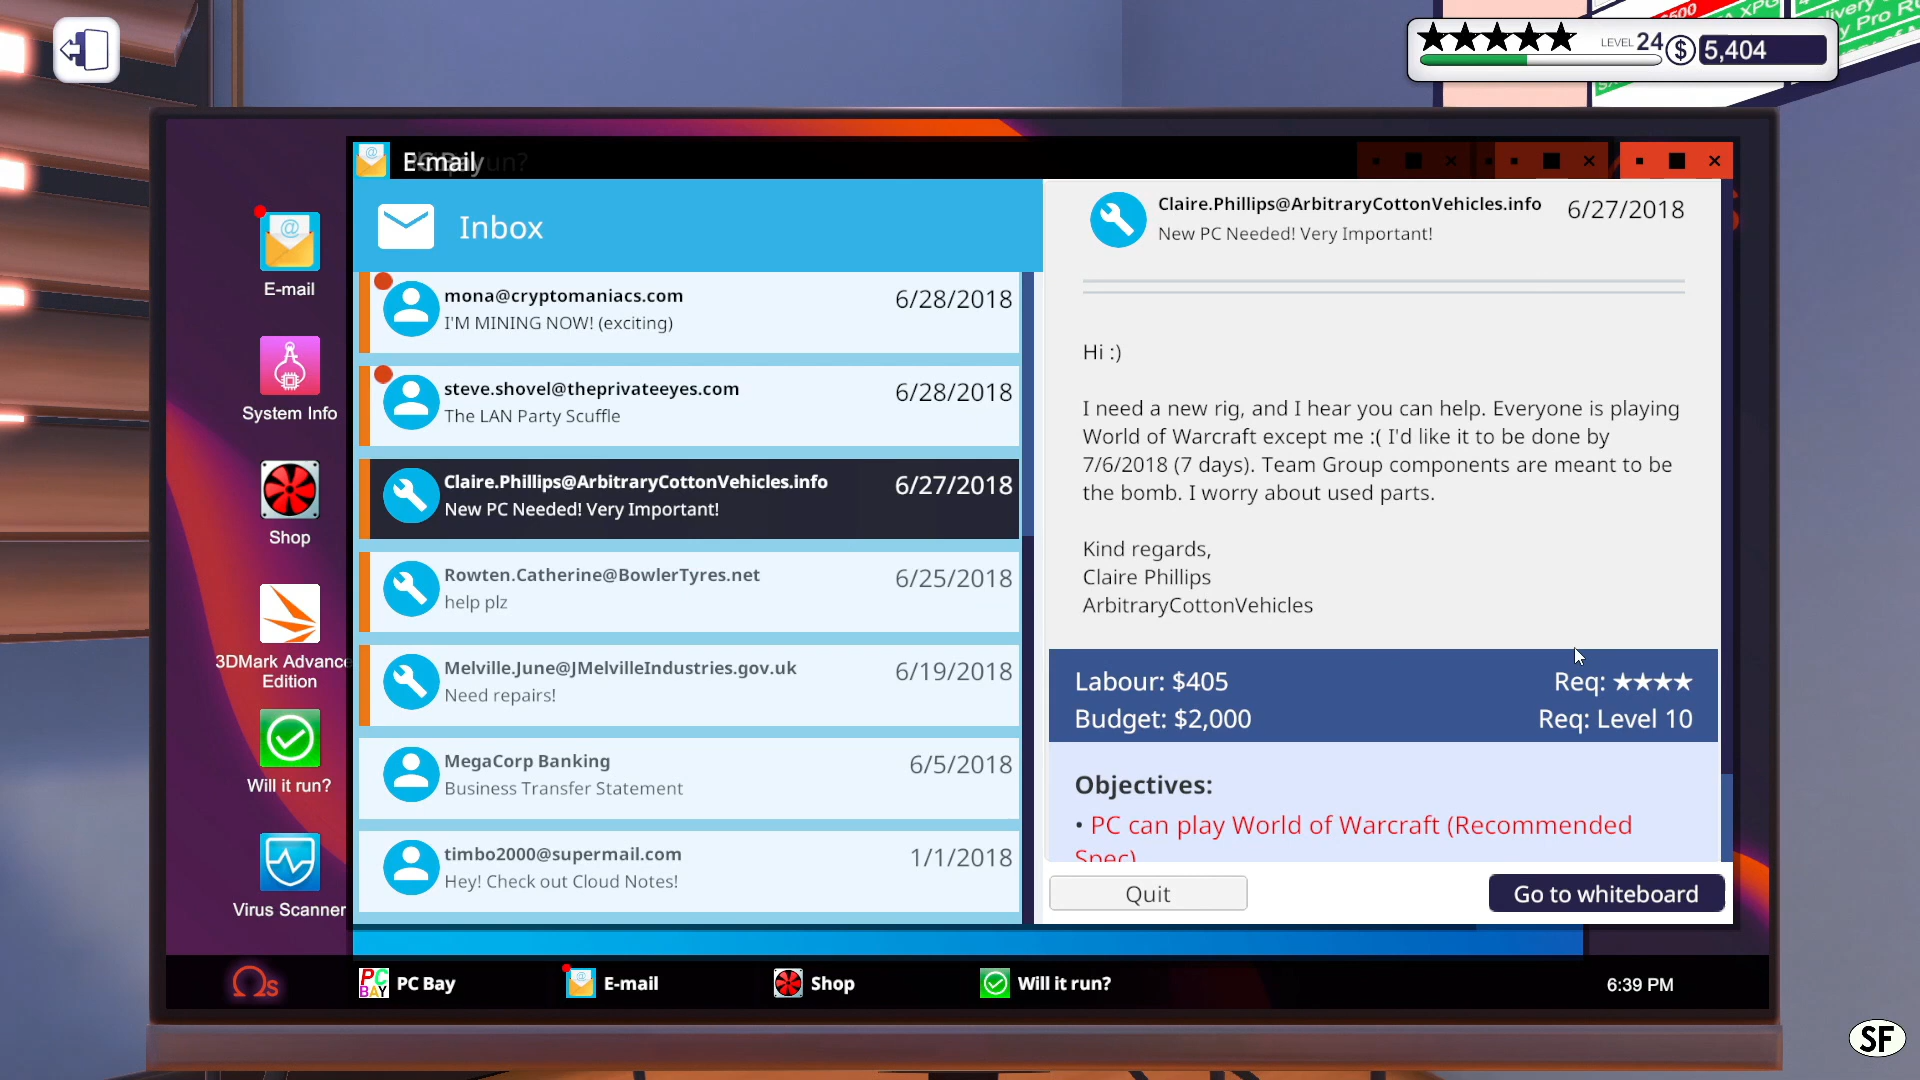 LEVEL 24
$ 5,404
E-mail
Inbox
mona@cryptomaniacs.com
6/28/2018
I'M MINING NOW! (exciting)
steve.shovel@theprivateeyes.com
6/28/2018
The LAN Party Scuffle
Claire.Phillips@ArbitraryCottonVehicles.info
6/27/2018
New PC Needed! Very Important!
Rowten.Catherine@BowlerTyres.net
6/25/2018
help plz
Melville.June@JMelvilleIndustries.gov.uk
6/19/2018
Need repairs!
MegaCorp Banking
6/5/2018
Business Transfer Statement
timbo2000@supermail.com
1/1/2018
Hey! Check out Cloud Notes!
Claire.Phillips@ArbitraryCottonVehicles.info
6/27/2018
New PC Needed! Very Important!
Hi :)
I need a new rig, and I hear you can help. Everyone is playing
World of Warcraft except me :( I'd like it to be done by
7/6/2018 (7 days). Team Group components are meant to be
the bomb. I worry about used parts.
Kind regards,
Claire Phillips
ArbitraryCottonVehicles
Labour: $405
Req: ★★★★
Budget: $2,000
Req: Level 10
Objectives:
• PC can play World of Warcraft (Recommended
Spec)
Quit
Go to whiteboard
E-mail
System Info
Shop
3DMark Advance
Edition
Will it run?
Virus Scanner
Ωs
PC Bay
E-mail
Shop
Will it run?
6:39 PM
SF